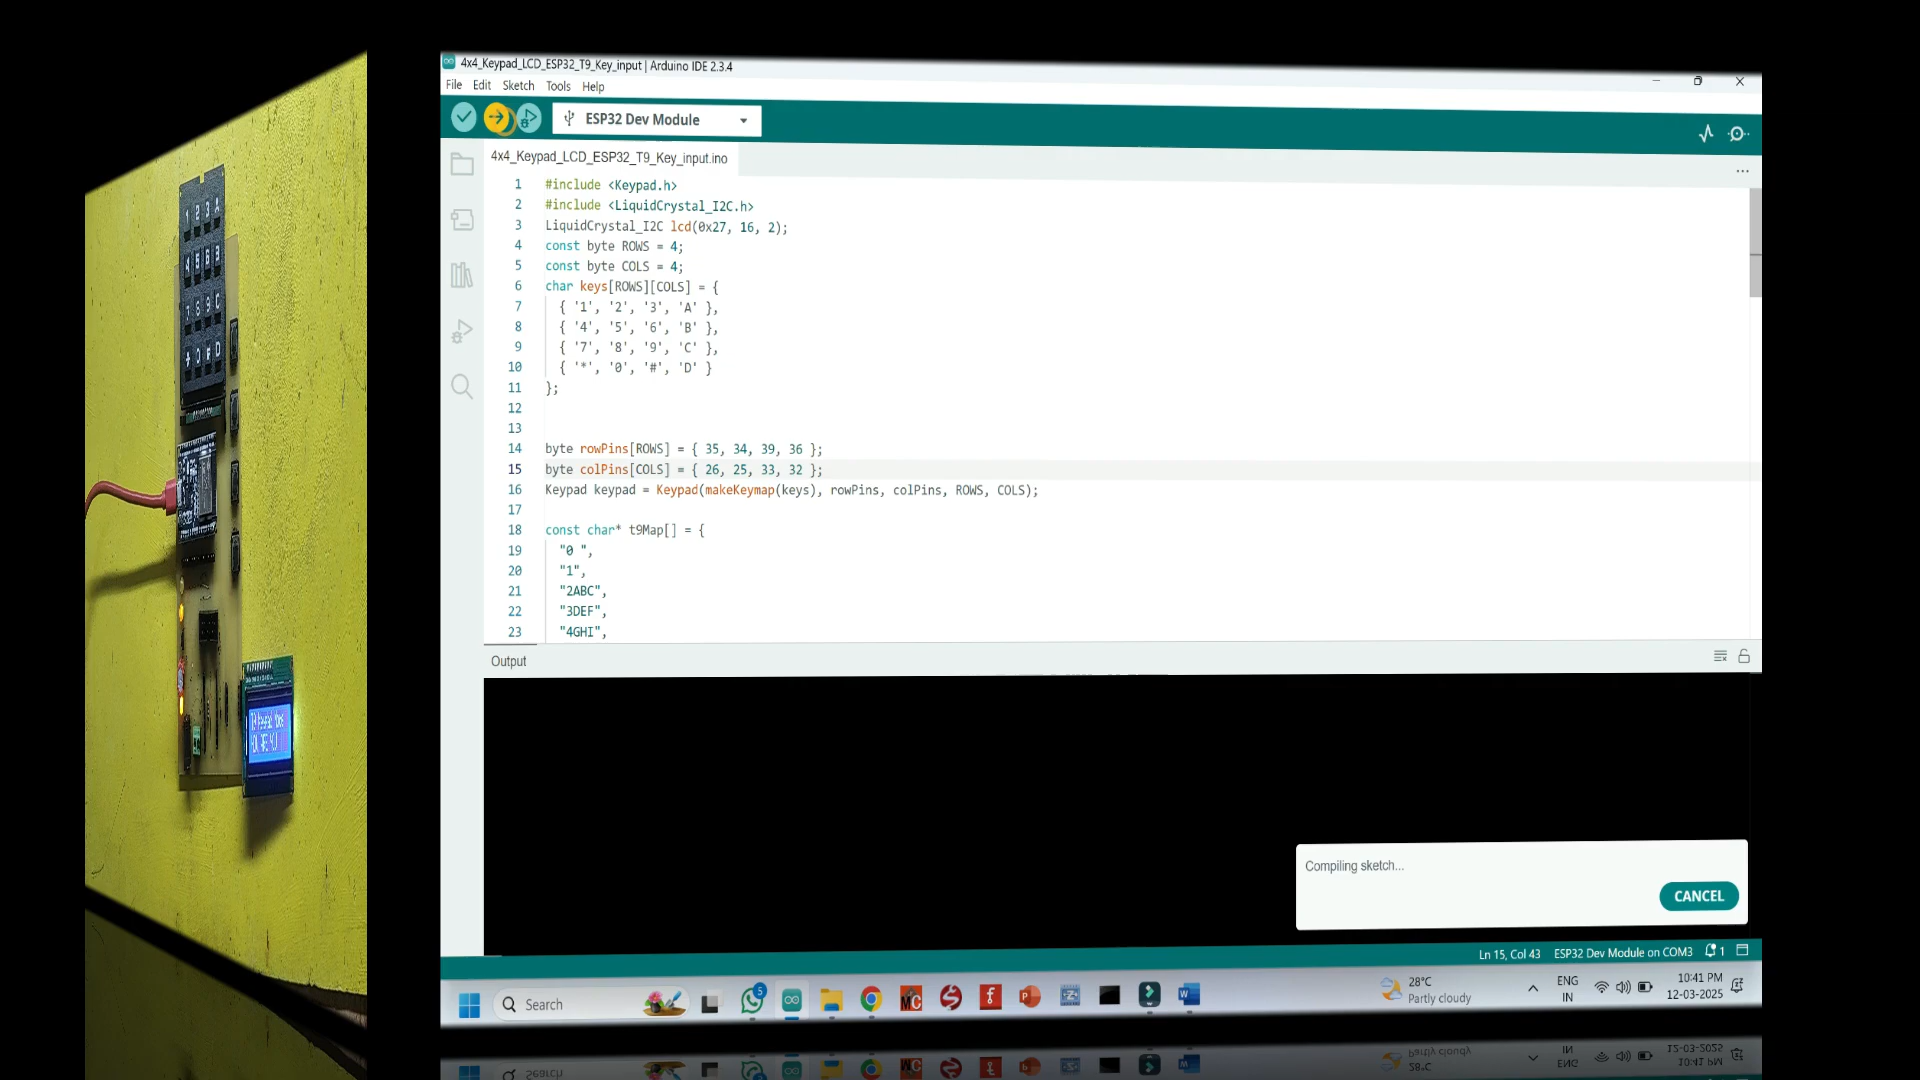 4x4_Keypad_LCD_ESP32_T9_Key_input | Arduino IDE 2.3.4
File Edit Sketch Tools Help
ESP32 Dev Module
4x4_Keypad_LCD_ESP32_T9_Key_input.ino
1 #include <Keypad.h>
2 #include <LiquidCrystal_I2C.h>
3 LiquidCrystal_I2C lcd(0x27, 16, 2);
4 const byte ROWS = 4;
5 const byte COLS = 4;
6 char keys[ROWS][COLS] = {
7 { '1', '2', '3', 'A' },
8 { '4', '5', '6', 'B' },
9 { '7', '8', '9', 'C' },
10 { '*', '0', '#', 'D' }
11 };
12
13
14 byte rowPins[ROWS] = { 35, 34, 39, 36 };
15 byte colPins[COLS] = { 26, 25, 33, 32 };
16 Keypad keypad = Keypad(makeKeymap(keys), rowPins, colPins, ROWS, COLS);
17
18 const char* t9Map[] = {
19 "0 ",
20 "1",
21 "2ABC",
22 "3DEF",
23 "4GHI",
Output
Compiling sketch...
CANCEL
Ln 15, Col 43 ESP32 Dev Module on COM3 1
Search
5
28°C
Partly cloudy
ENG
IN
10:41 PM
12-03-2025